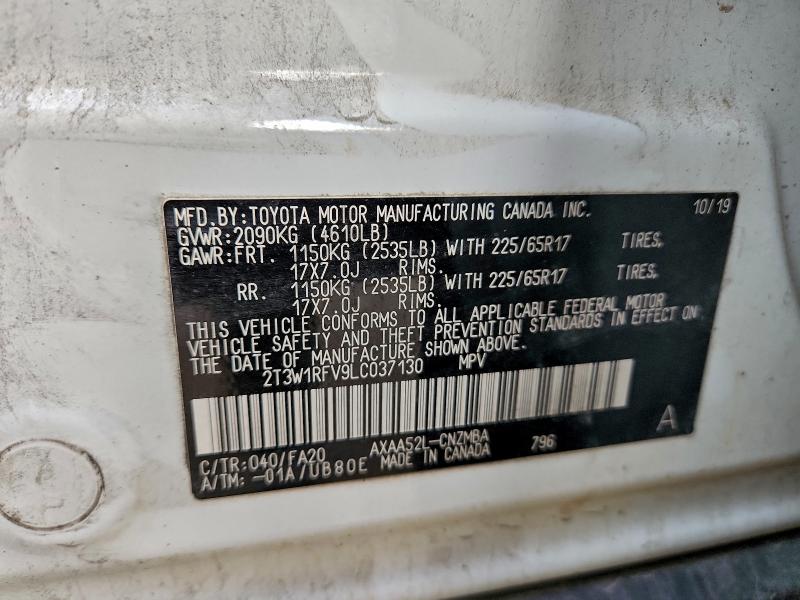 MFD.BY:TOYOTA MOTOR MANUFACTURING CANADA INC. 10/19
GVWR:2090KG (4610LB)
GAWR:FRT. 1150KG (2535LB) WITH 225/65R17 TIRES,
17X7.0J RIMS.
RR. 1150KG (2535LB) WITH 225/65R17 TIRES,
17X7.0J RIMS.
THIS VEHICLE CONFORMS TO ALL APPLICABLE FEDERAL MOTOR
VEHICLE SAFETY AND THEFT PREVENTION STANDARDS IN EFFECT ON
THE DATE OF MANUFACTURE SHOWN ABOVE.
2T3W1RFV9LC037130 MPV
A
C/TR:040/FA20 AXAA52L-CNZMBA 796
A/TM:-01A/UB80E MADE IN CANADA